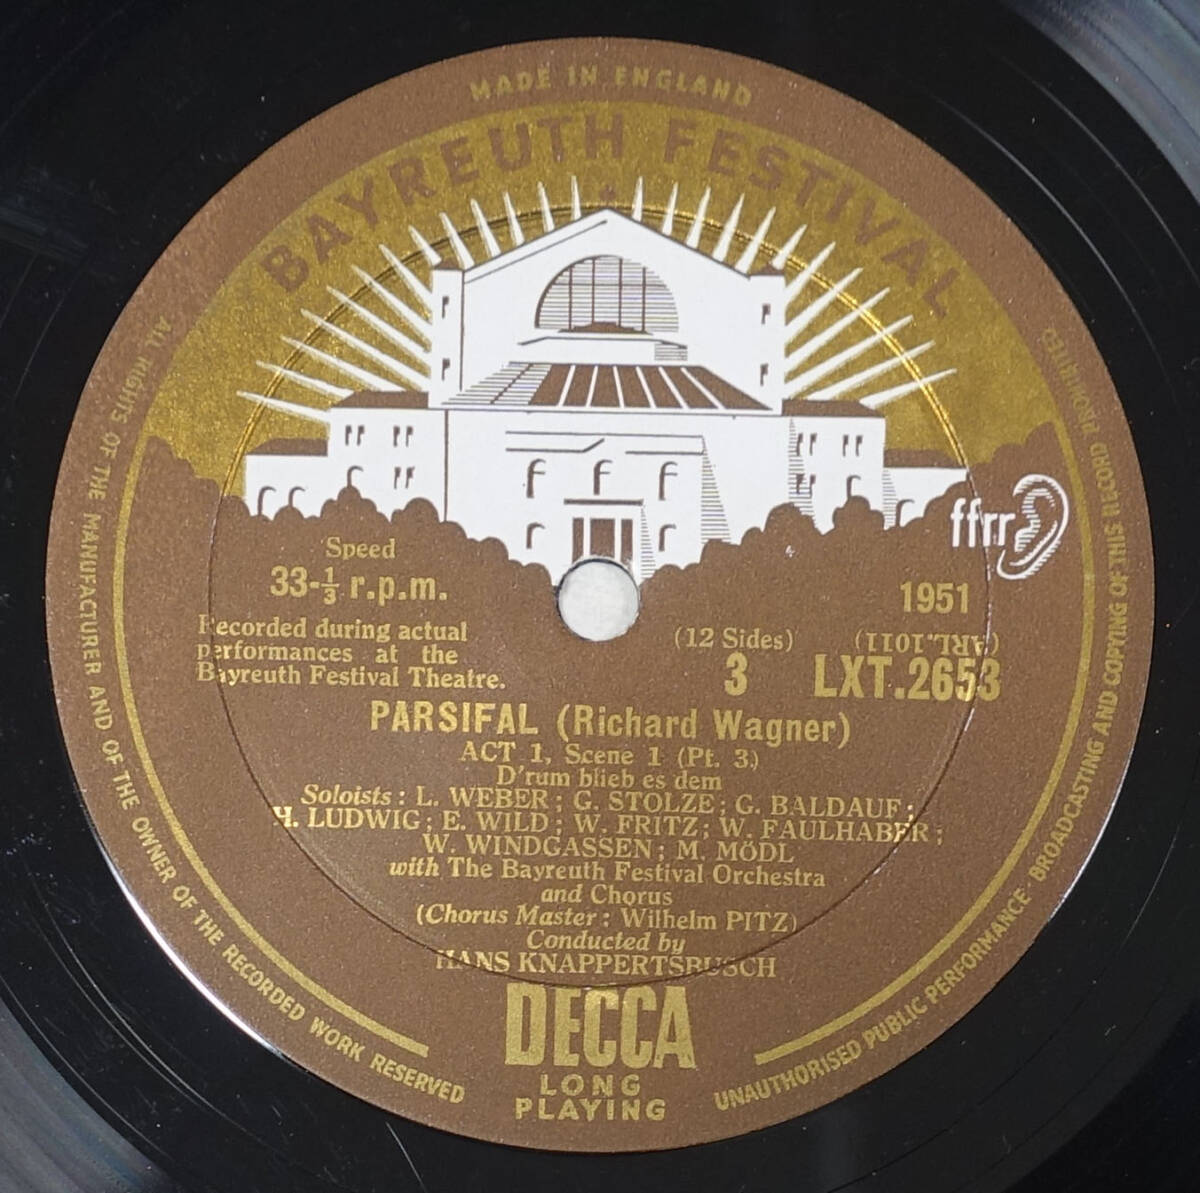 MADE IN ENGLAND
BAYREUTH FESTIVAL
ffrr
Speed
33-1/3 r.p.m.
1951
Recorded during actual
performances at the
Bayreuth Festival Theatre.
(12 Sides)
3
(ARL.1011)
LXT.2653
PARSIFAL (Richard Wagner)
ACT 1, Scene 1 (Pt. 3)
D'rum blieb es dem
Soloists: L. WEBER; G. STOLZE; G. BALDAUF;
H. LUDWIG; E. WILD; W. FRITZ; W. FAULHABER;
W. WINDGASSEN; M. MÖDL
with The Bayreuth Festival Orchestra
and Chorus
(Chorus Master: Wilhelm PITZ)
Conducted by
HANS KNAPPERTSBUSCH
DECCA
LONG
PLAYING
ALL RIGHTS OF THE MANUFACTURER AND OF THE OWNER OF THE RECORDED WORK RESERVED
UNAUTHORISED PUBLIC PERFORMANCE · BROADCASTING AND COPYING OF THIS RECORD PROHIBITED